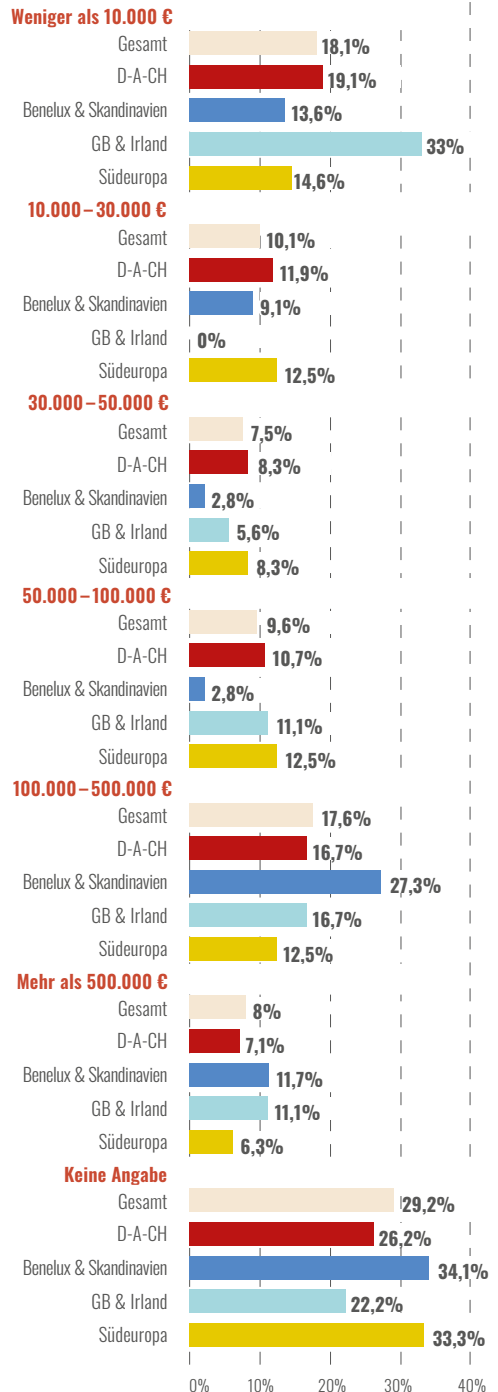 Weniger als 10.000 €
Gesamt 18,1%
D-A-CH 19,1%
Benelux & Skandinavien 13,6%
GB & Irland 33%
Südeuropa 14,6%
10.000–30.000 €
Gesamt 10,1%
D-A-CH 11,9%
Benelux & Skandinavien 9,1%
GB & Irland 0%
Südeuropa 12,5%
30.000–50.000 €
Gesamt 7,5%
D-A-CH 8,3%
Benelux & Skandinavien 2,8%
GB & Irland 5,6%
Südeuropa 8,3%
50.000–100.000 €
Gesamt 9,6%
D-A-CH 10,7%
Benelux & Skandinavien 2,8%
GB & Irland 11,1%
Südeuropa 12,5%
100.000–500.000 €
Gesamt 17,6%
D-A-CH 16,7%
Benelux & Skandinavien 27,3%
GB & Irland 16,7%
Südeuropa 12,5%
Mehr als 500.000 €
Gesamt 8%
D-A-CH 7,1%
Benelux & Skandinavien 11,7%
GB & Irland 11,1%
Südeuropa 6,3%
Keine Angabe
Gesamt 29,2%
D-A-CH 26,2%
Benelux & Skandinavien 34,1%
GB & Irland 22,2%
Südeuropa 33,3%
0% 10% 20% 30% 40%